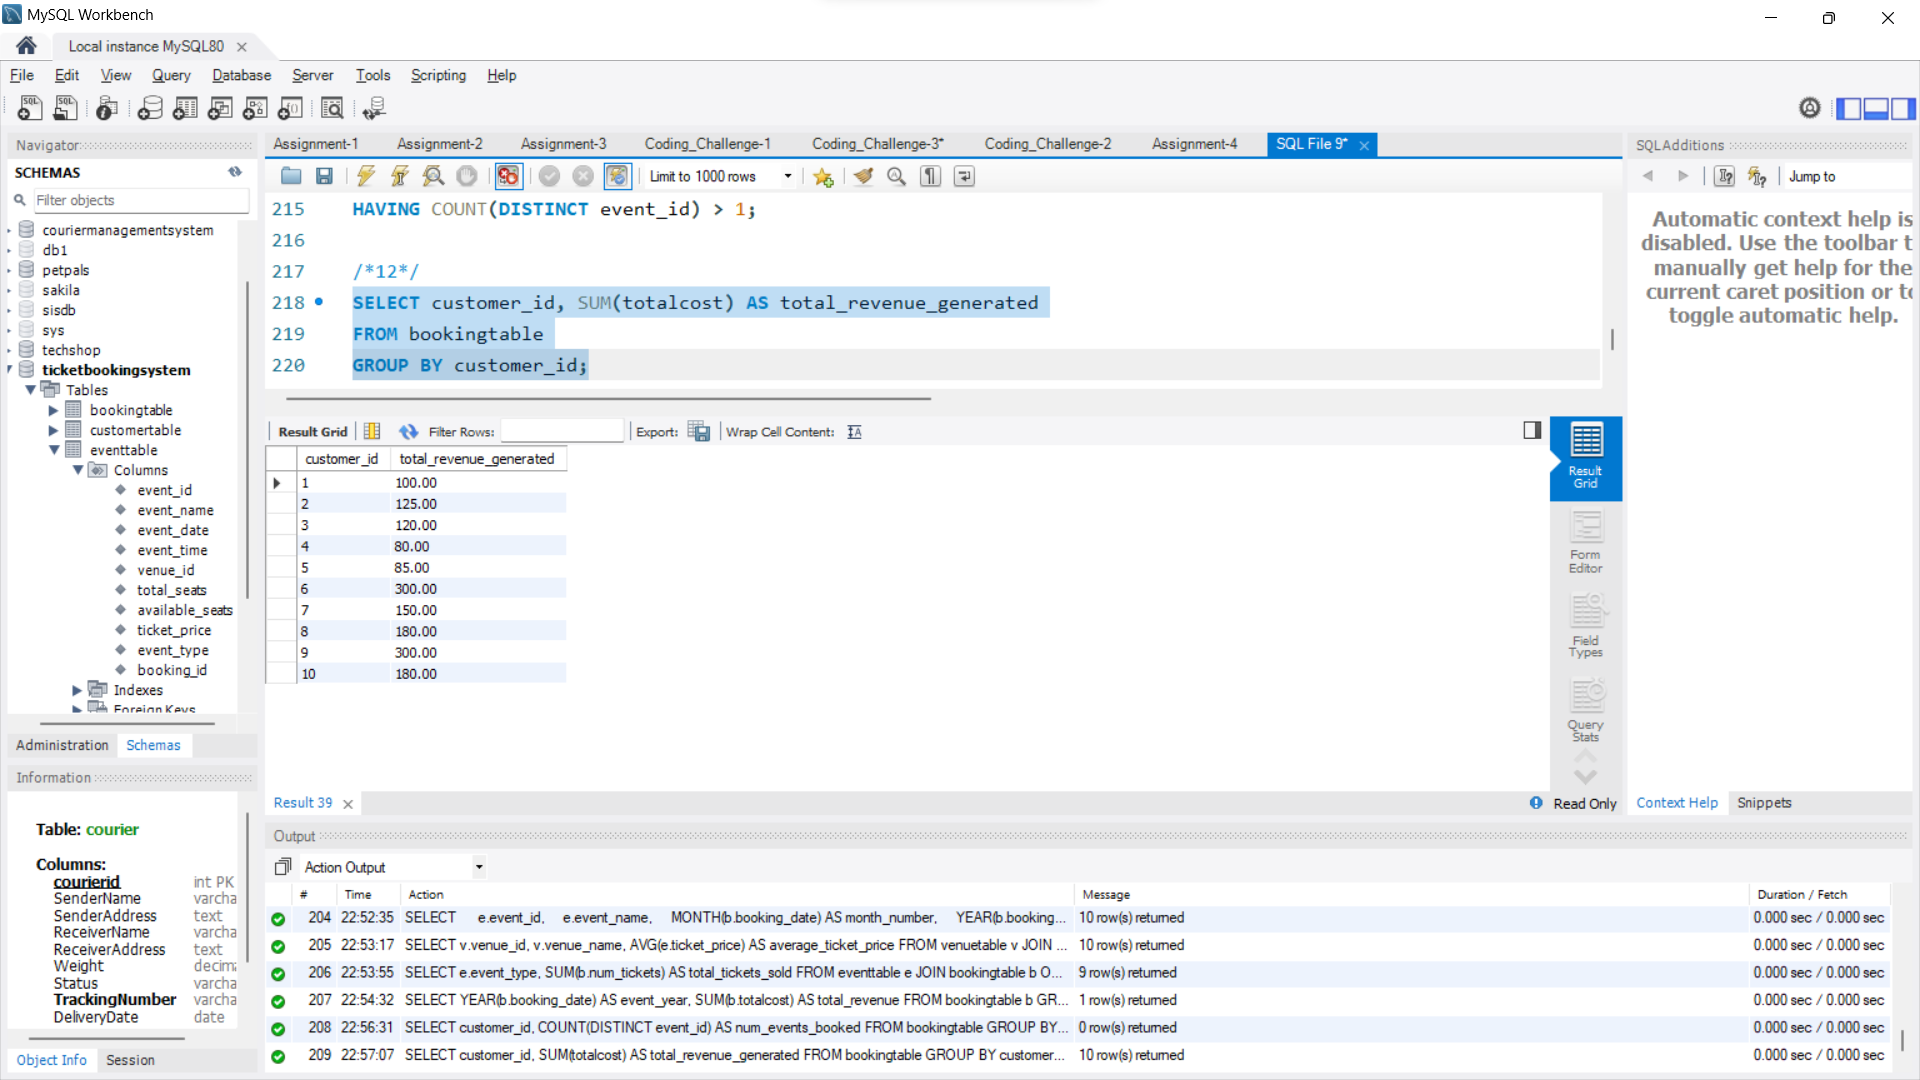 MySQL Workbench
Local instance MySQL80
File Edit View Query Database Server Tools Scripting Help
Navigator
SCHEMAS
Filter objects
couriermanagementsystem
db1
petpals
sakila
sisdb
sys
techshop
ticketbookingsystem
Tables
bookingtable
customertable
eventtable
Columns
event_id
event_name
event_date
event_time
venue_id
total_seats
available_seats
ticket_price
event_type
booking_id
Indexes
Foreign Keys
Administration Schemas
Information
Table: courier
Columns:
courierid int PK
SenderName varcha
SenderAddress text
ReceiverName varcha
ReceiverAddress text
Weight decim
Status varcha
TrackingNumber varcha
DeliveryDate date
Object Info Session
Assignment-1 Assignment-2 Assignment-3 Coding_Challenge-1 Coding_Challenge-3* Coding_Challenge-2 Assignment-4 SQL File 9*
Limit to 1000 rows
215 HAVING COUNT(DISTINCT event_id) > 1;
216
217 /*12*/
218 SELECT customer_id, SUM(totalcost) AS total_revenue_generated
219 FROM bookingtable
220 GROUP BY customer_id;
Result Grid Filter Rows: Export: Wrap Cell Content:
customer_id total_revenue_generated
1 100.00
2 125.00
3 120.00
4 80.00
5 85.00
6 300.00
7 150.00
8 180.00
9 300.00
10 180.00
Result
Grid
Form
Editor
Field
Types
Query
Stats
Result 39
Read Only
Output
Action Output
# Time Action Message Duration / Fetch
204 22:52:35 SELECT e.event_id, e.event_name, MONTH(b.booking_date) AS month_number, YEAR(b.booking... 10 row(s) returned 0.000 sec / 0.000 sec
205 22:53:17 SELECT v.venue_id, v.venue_name, AVG(e.ticket_price) AS average_ticket_price FROM venuetable v JOIN ... 10 row(s) returned 0.000 sec / 0.000 sec
206 22:53:55 SELECT e.event_type, SUM(b.num_tickets) AS total_tickets_sold FROM eventtable e JOIN bookingtable b O... 9 row(s) returned 0.000 sec / 0.000 sec
207 22:54:32 SELECT YEAR(b.booking_date) AS event_year, SUM(b.totalcost) AS total_revenue FROM bookingtable b GR... 1 row(s) returned 0.000 sec / 0.000 sec
208 22:56:31 SELECT customer_id, COUNT(DISTINCT event_id) AS num_events_booked FROM bookingtable GROUP BY... 0 row(s) returned 0.000 sec / 0.000 sec
209 22:57:07 SELECT customer_id, SUM(totalcost) AS total_revenue_generated FROM bookingtable GROUP BY customer... 10 row(s) returned 0.000 sec / 0.000 sec
SQLAdditions
Jump to
Automatic context help is
disabled. Use the toolbar t
manually get help for the
current caret position or to
toggle automatic help.
Context Help Snippets